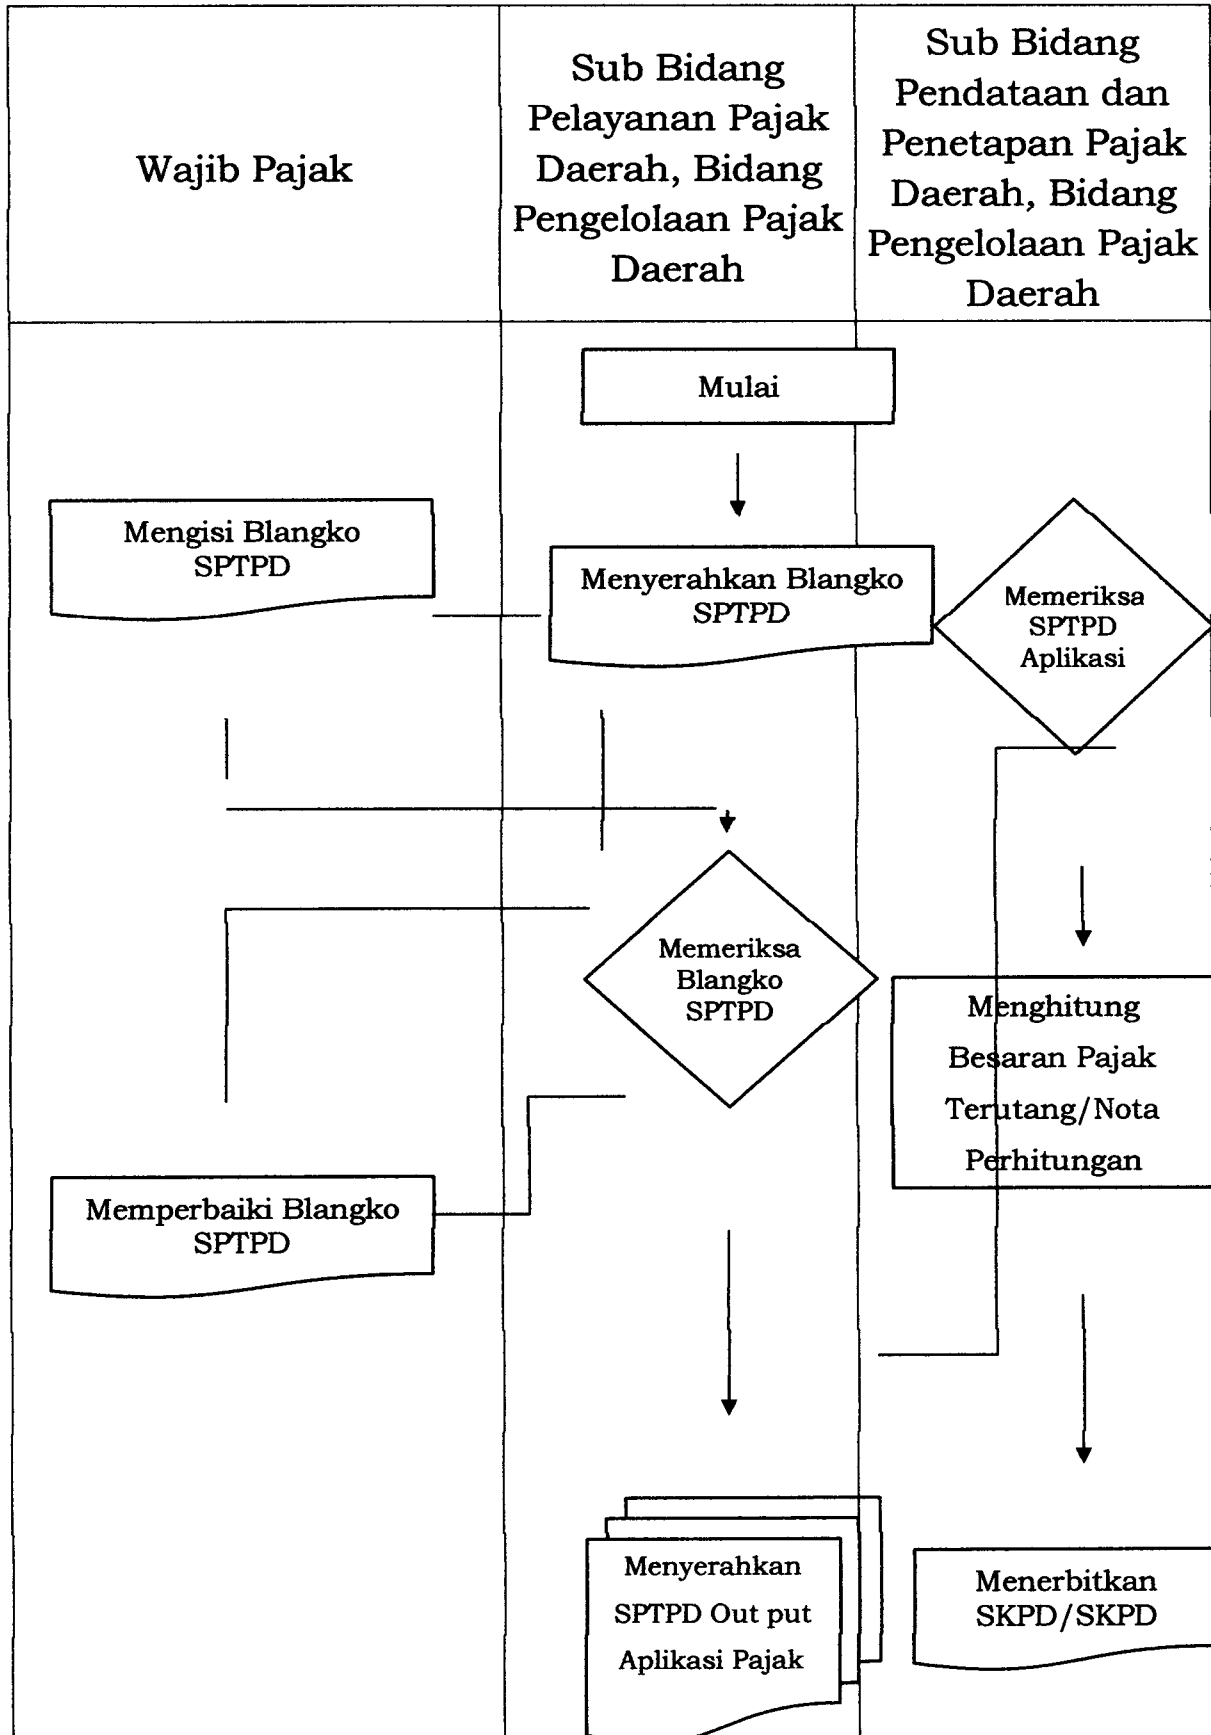 Wajib Pajak
Sub Bidang
Pelayanan Pajak
Daerah, Bidang
Pengelolaan Pajak
Daerah
Sub Bidang
Pendataan dan
Penetapan Pajak
Daerah, Bidang
Pengelolaan Pajak
Daerah
Mulai
Mengisi Blangko
SPTPD
Menyerahkan Blangko
SPTPD
Memeriksa
SPTPD
Aplikasi
Memeriksa
Blangko
SPTPD
Menghitung
Besaran Pajak
Terutang/Nota
Perhitungan
Memperbaiki Blangko
SPTPD
Menyerahkan
SPTPD Out put
Aplikasi Pajak
Menerbitkan
SKPD/SKPD